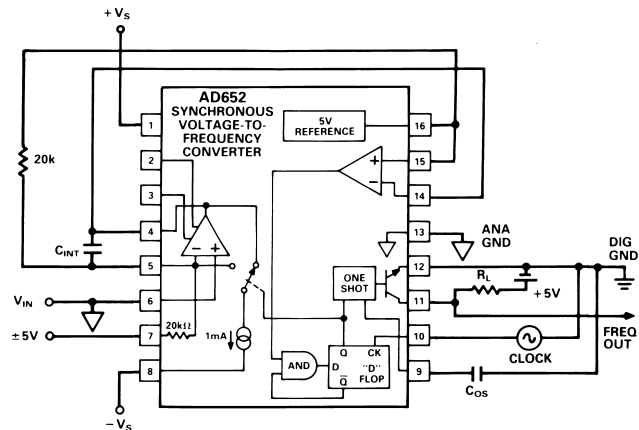 + VS
AD652
SYNCHRONOUS
VOLTAGE-TO-
FREQUENCY
CONVERTER
5V
REFERENCE
1
2
3
4
5
6
7
8
16
15
14
13
12
11
10
9
20k
CINT
VIN
±5V
− VS
20kΩ
1mA
− +
+
−
ONE
SHOT
AND
Q CK
D "D"
Q̅ FLOP
ANA
GND
DIG
GND
RL
+5V
FREQ
OUT
CLOCK
COS